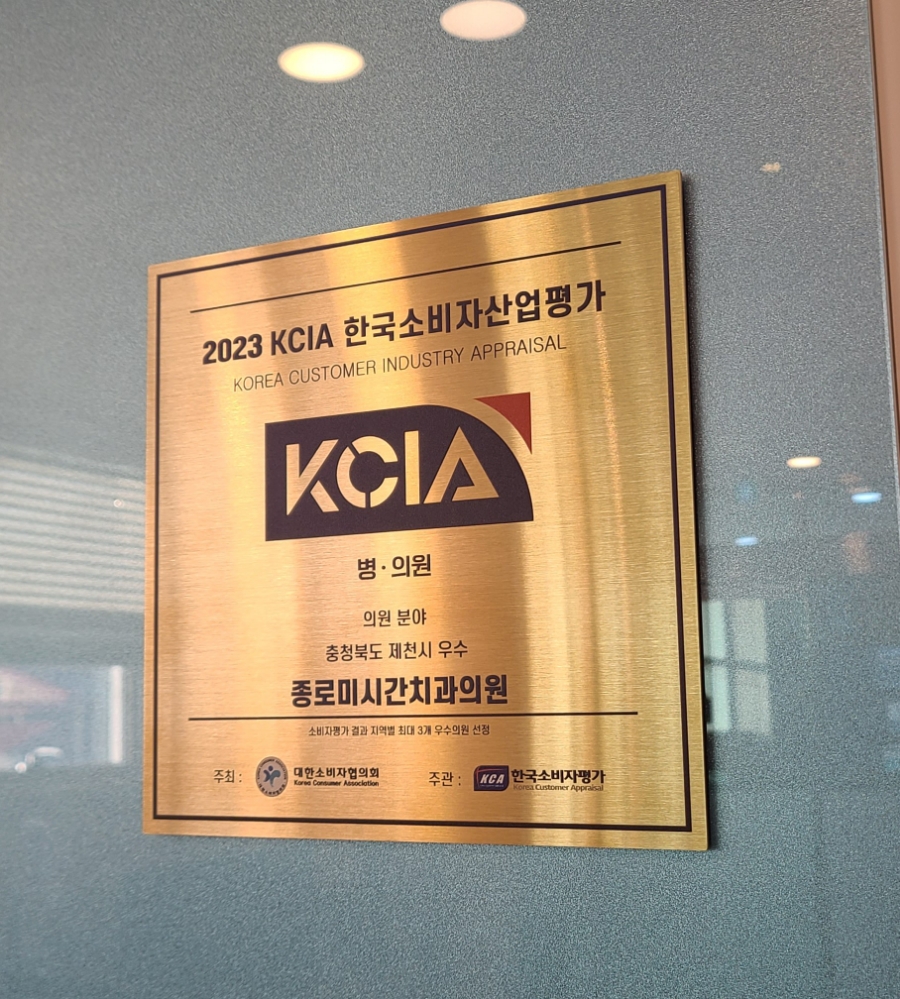 2023 KCIA 한국소비자산업평가
KOREA CUSTOMER INDUSTRY APPRAISAL
KCIA
병·의원
의원 분야
충청북도 제천시 우수
종로미시간치과의원
소비자평가 결과 지역별 최대 3개 우수의원 선정
주최 : 대한소비자협의회 주관 : KCA 한국소비자평가
Korea Consumer Association Korea Customer Appraisal